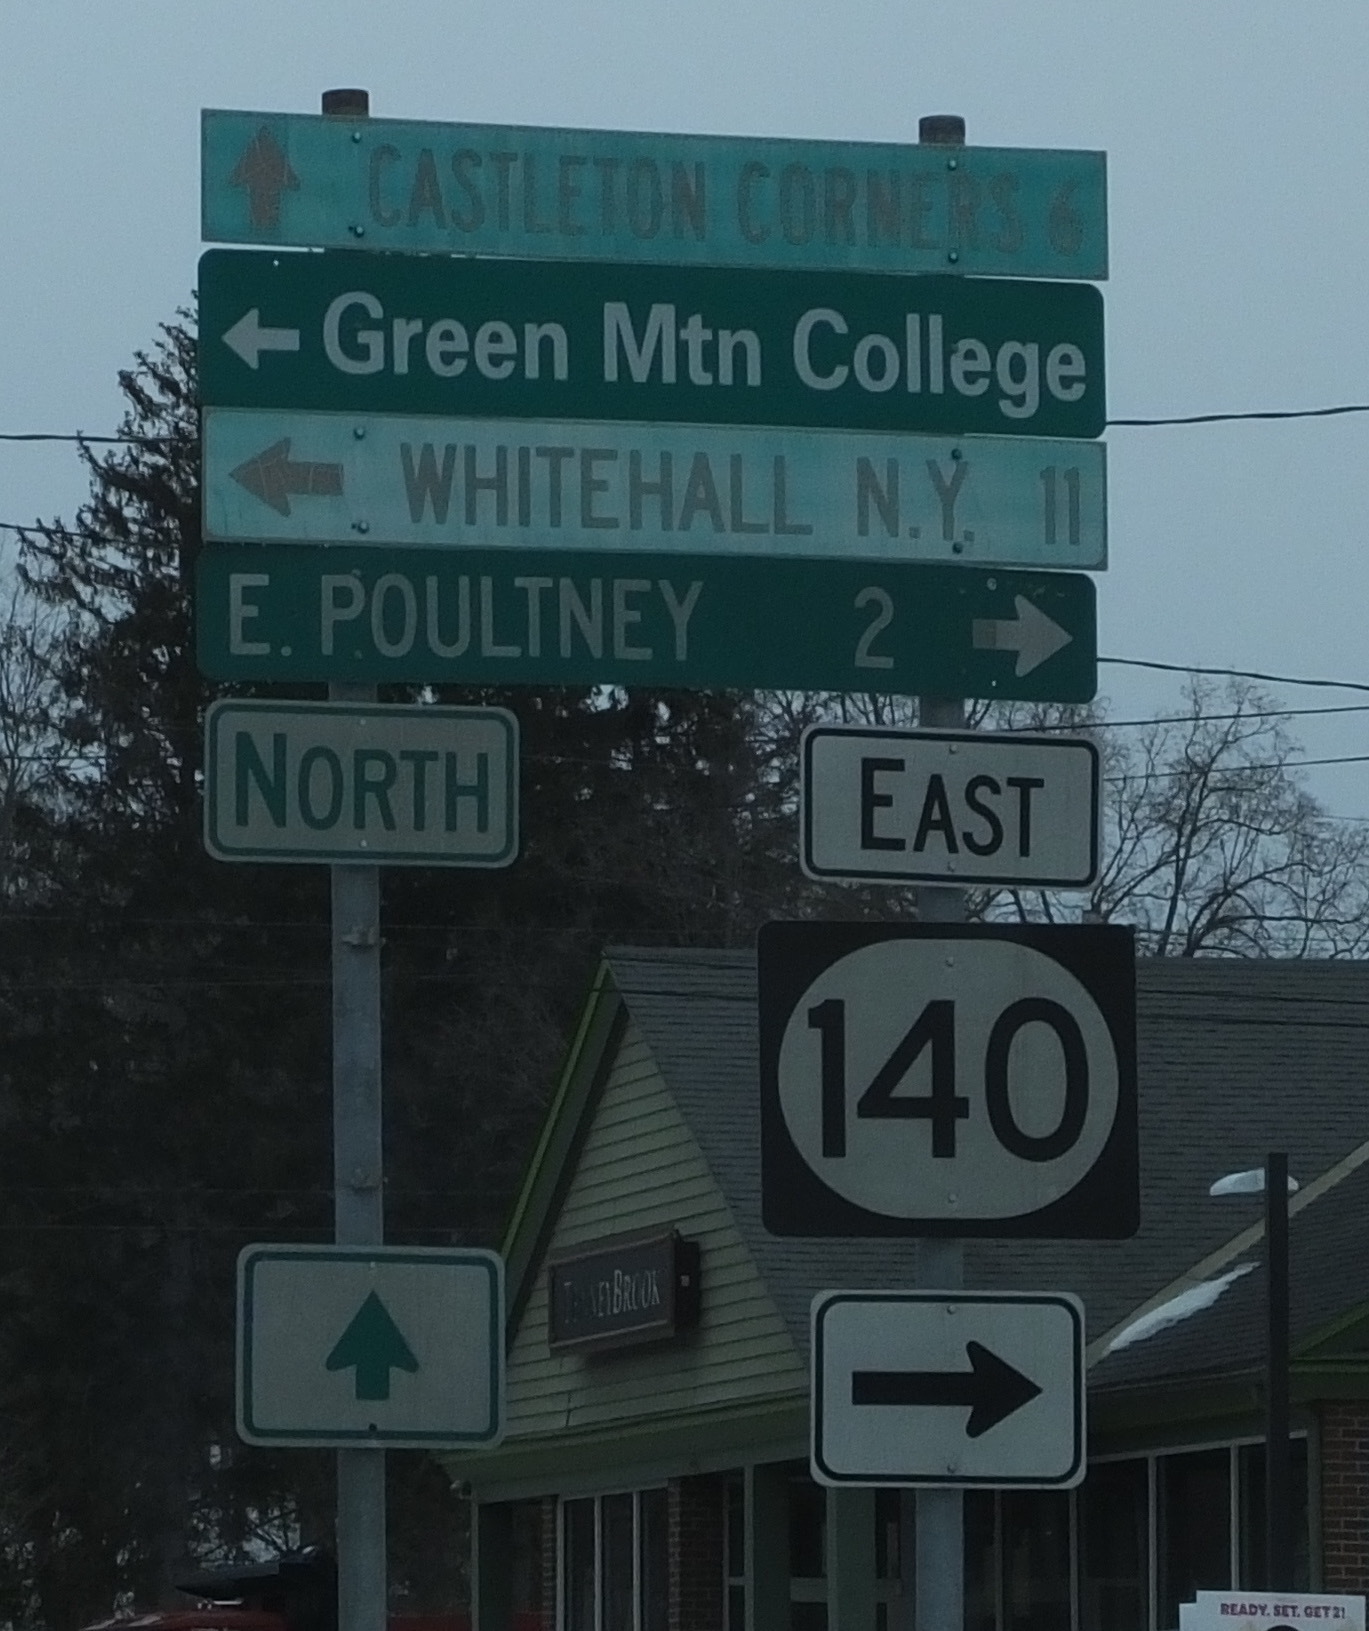 CASTLETON CORNERS 6
Green Mtn College
WHITEHALL N.Y. 11
E. POULTNEY 2
NORTH
EAST
140
READY. SET. GET 2!